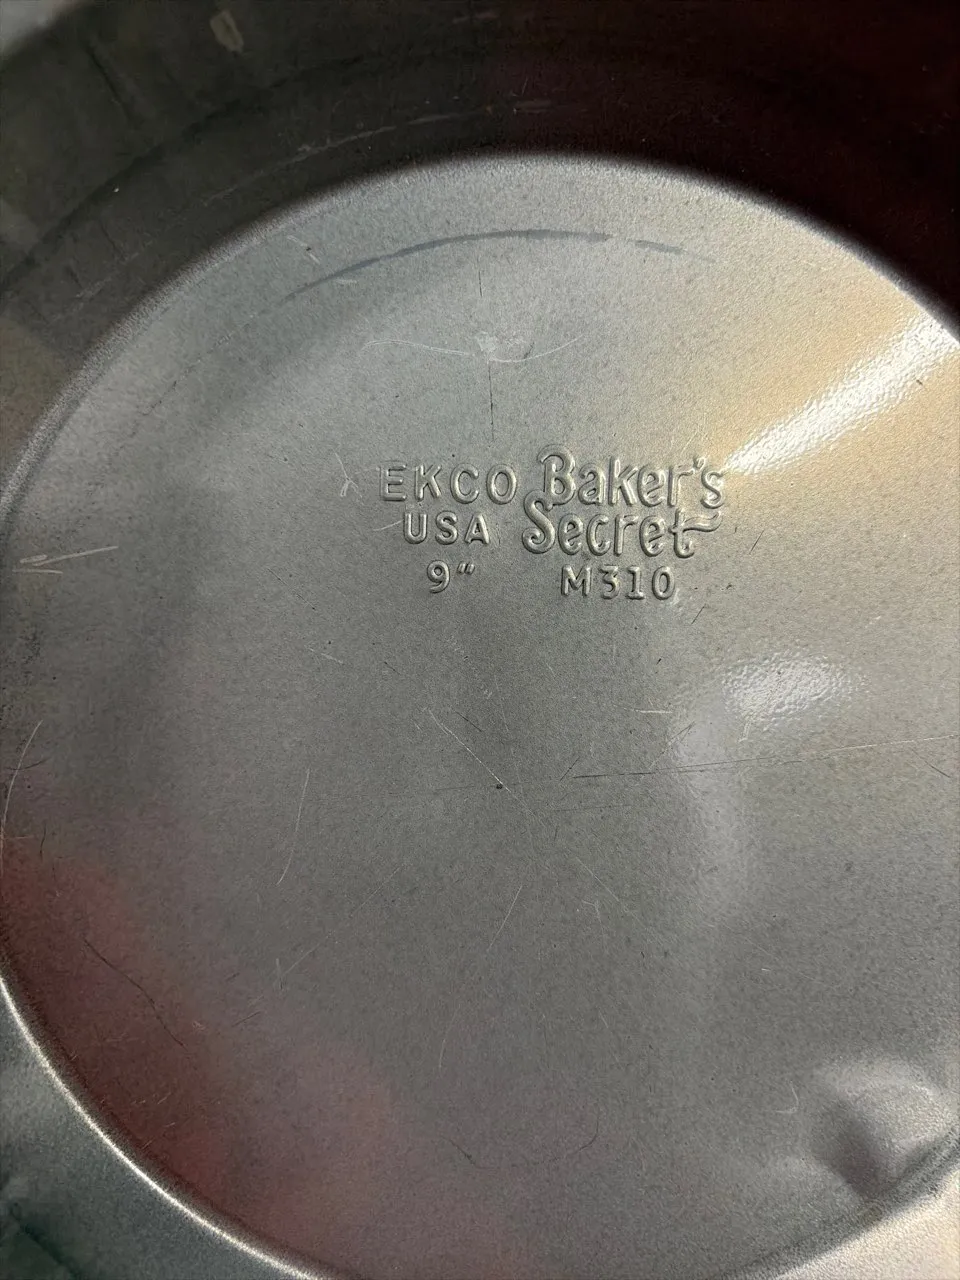 EKCO Baker's
USA Secret
9" M310